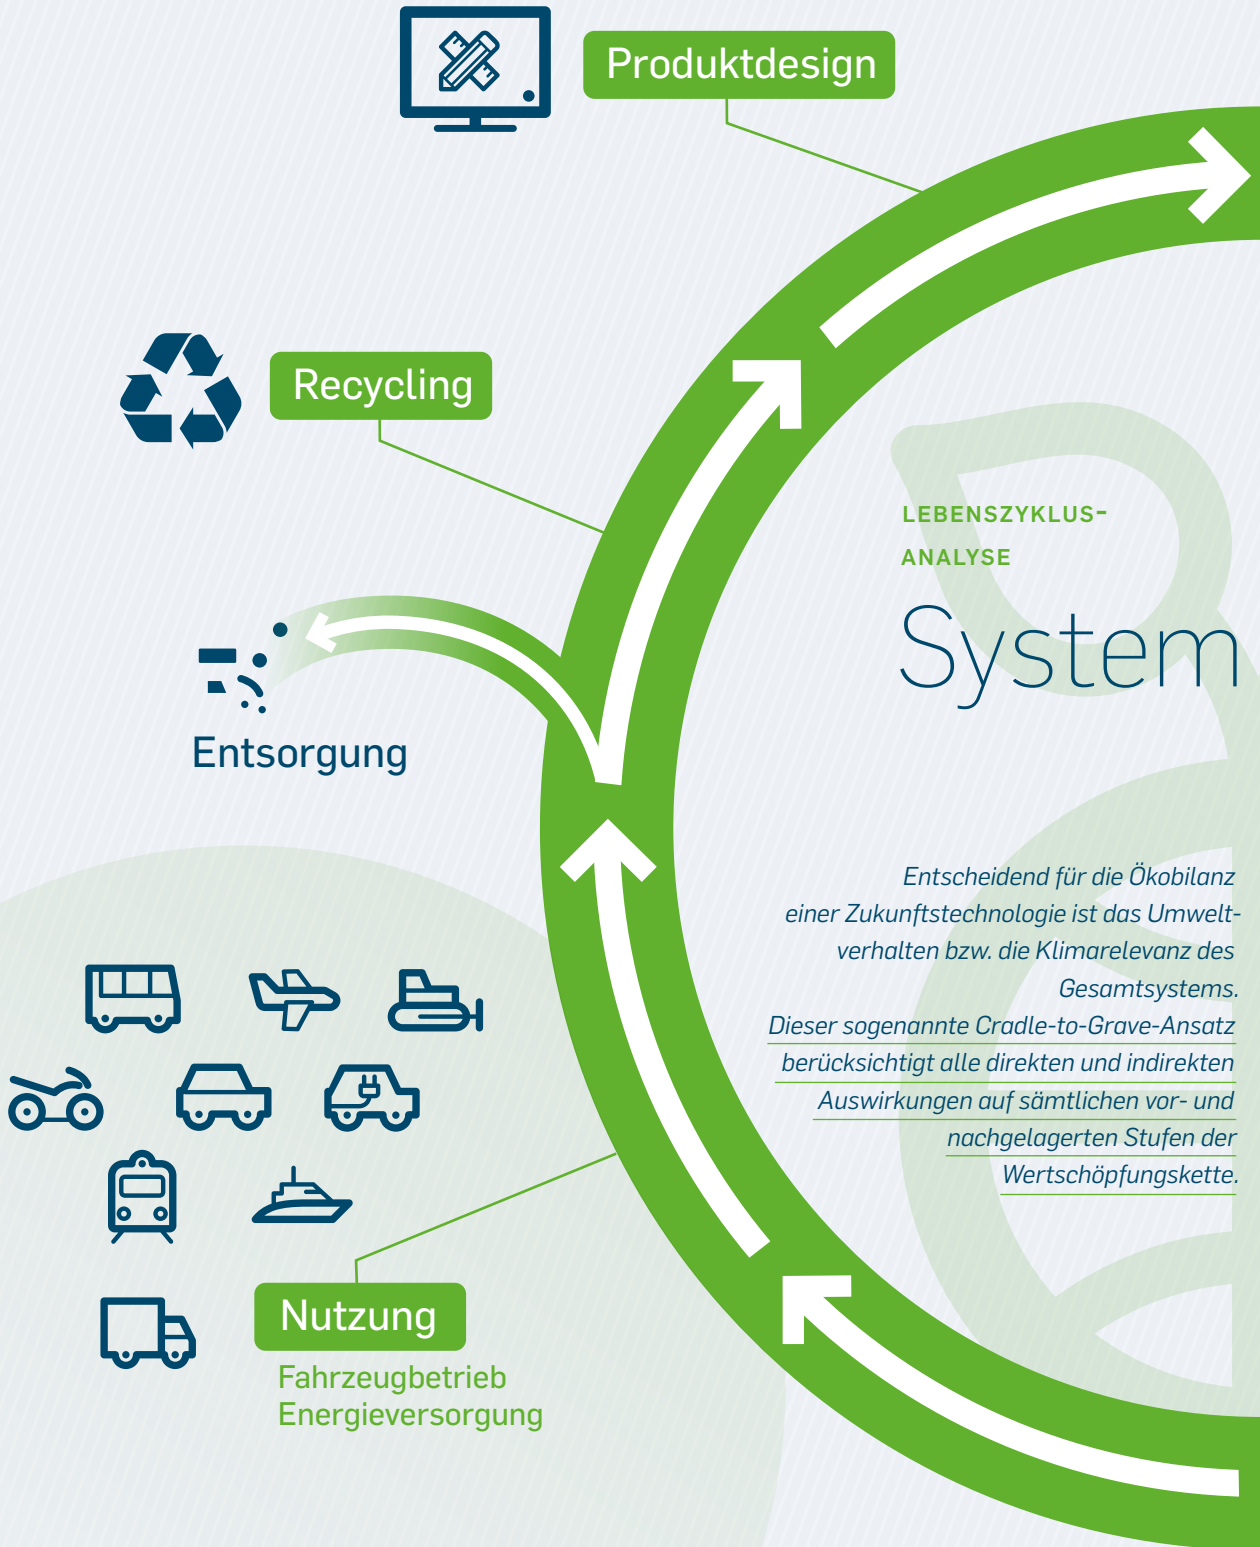 Produktdesign
Recycling
Entsorgung
LEBENSZYKLUS-
ANALYSE
System
Entscheidend für die Ökobilanz
einer Zukunftstechnologie ist das Umwelt-
verhalten bzw. die Klimarelevanz des
Gesamtsystems.
Dieser sogenannte Cradle-to-Grave-Ansatz
berücksichtigt alle direkten und indirekten
Auswirkungen auf sämtlichen vor- und
nachgelagerten Stufen der
Wertschöpfungskette.
Nutzung
Fahrzeugbetrieb
Energieversorgung